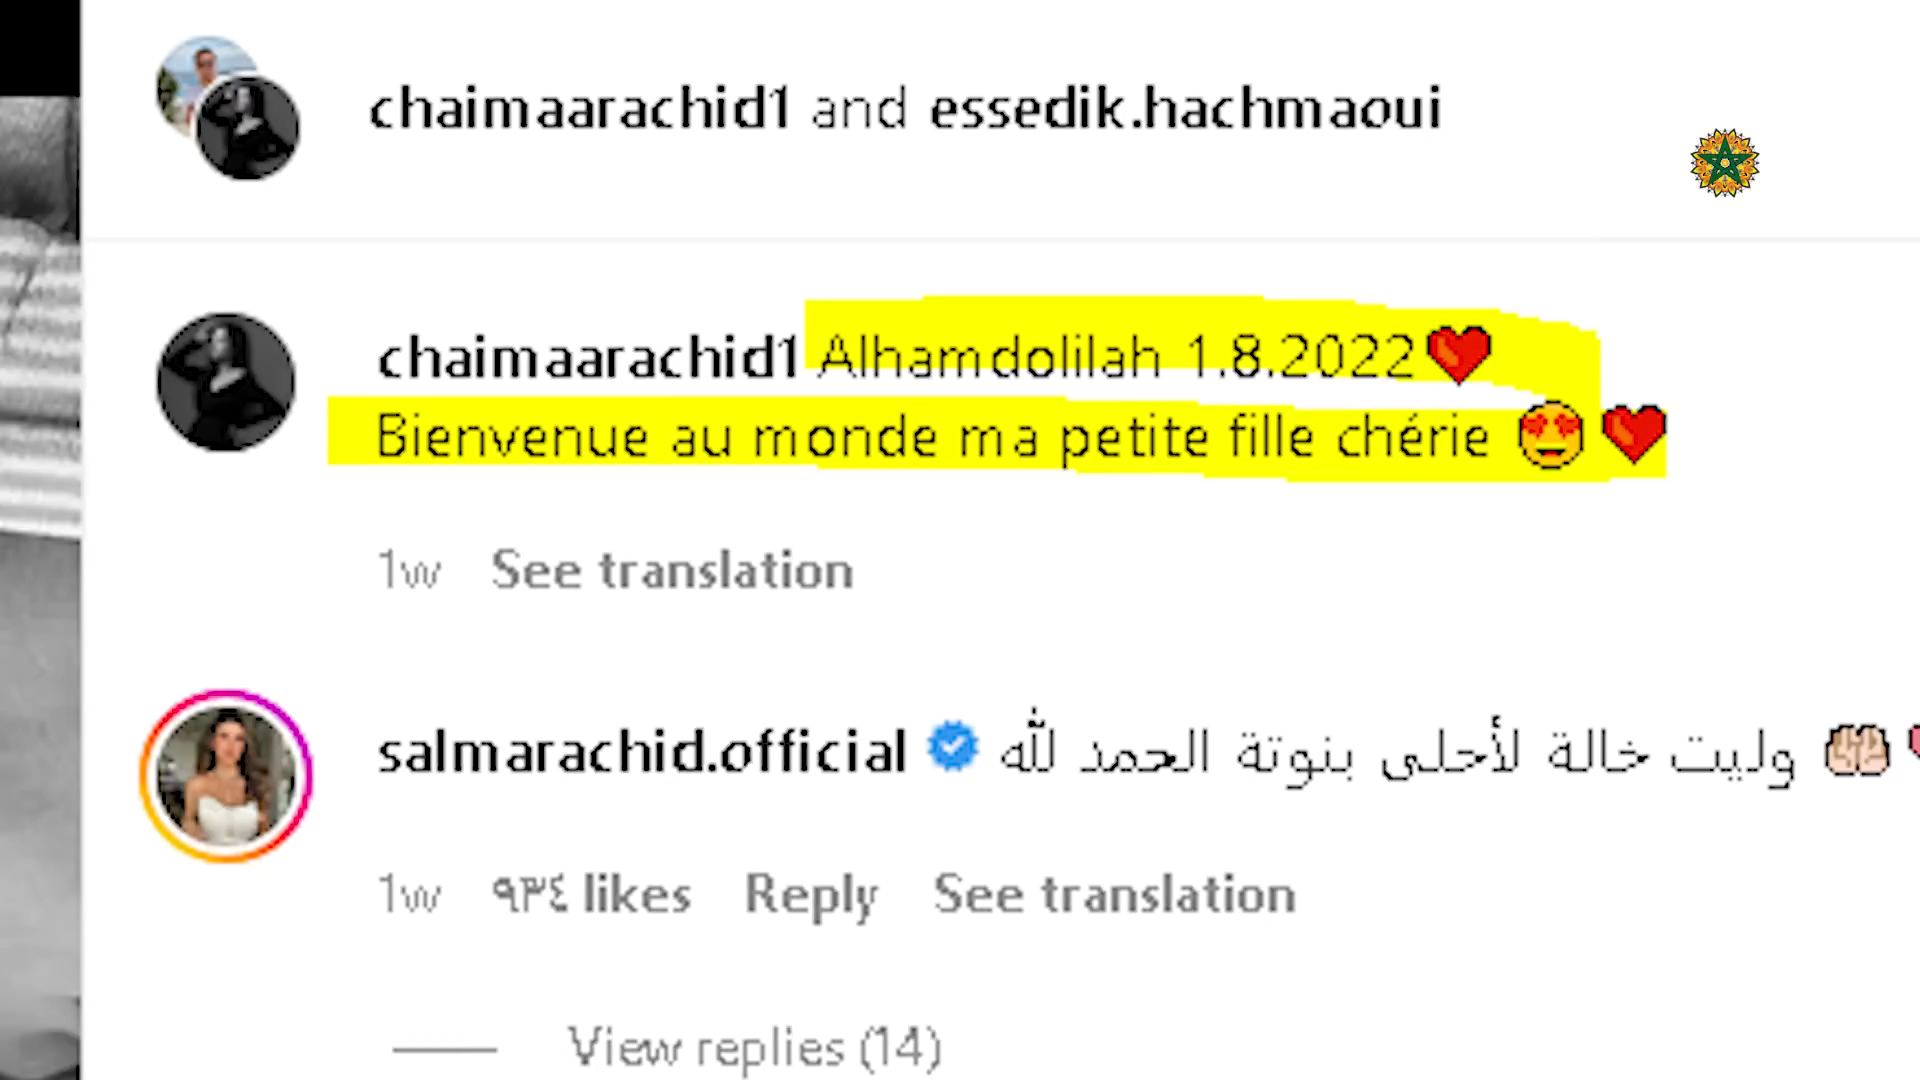 chaimaarachid1 and essedik.hachmaoui
chaimaarachid1 Alhamdolilah 1.8.2022❤️
Bienvenue au monde ma petite fille chérie 😍❤️
1w See translation
salmarachid.official وليت خالة لأحلى بنوتة الحمد لله 🤲🏻
1w ٩٣٤ likes Reply See translation
View replies (14)